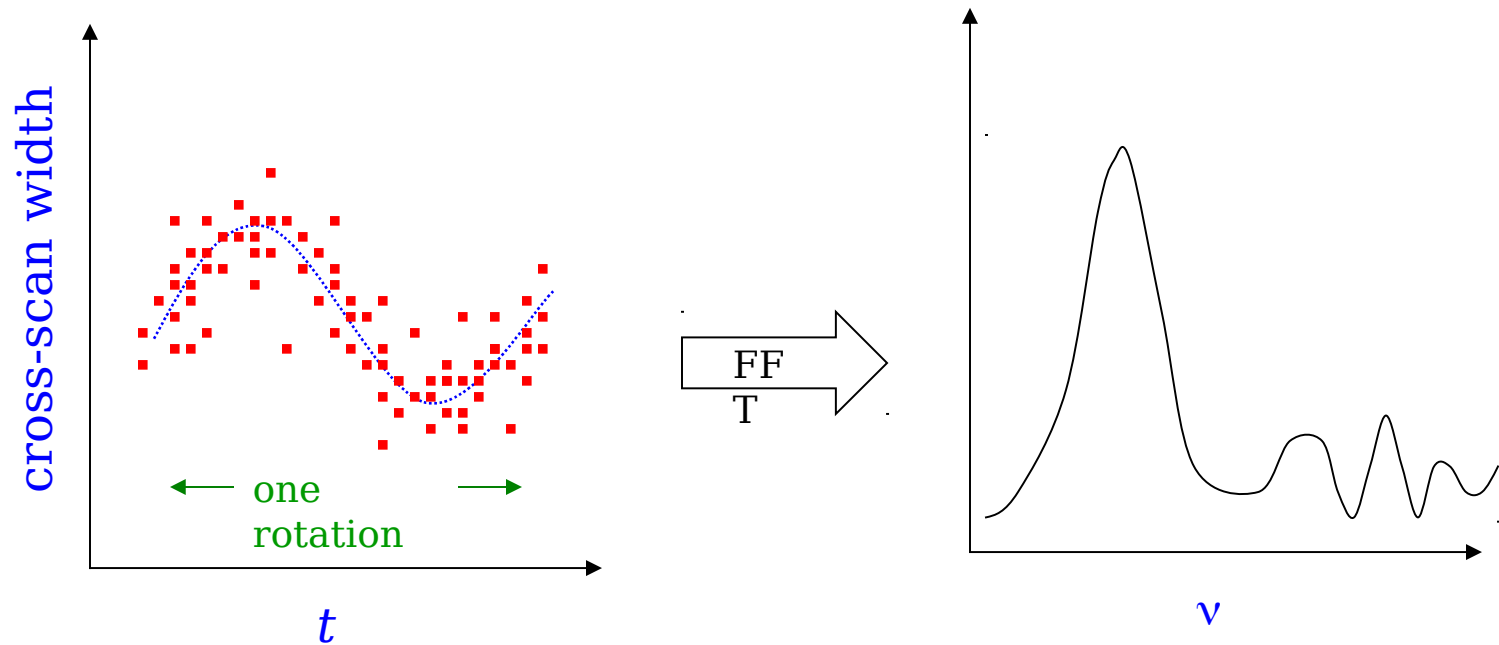 cross-scan width
one
rotation
t
FF
T
ν